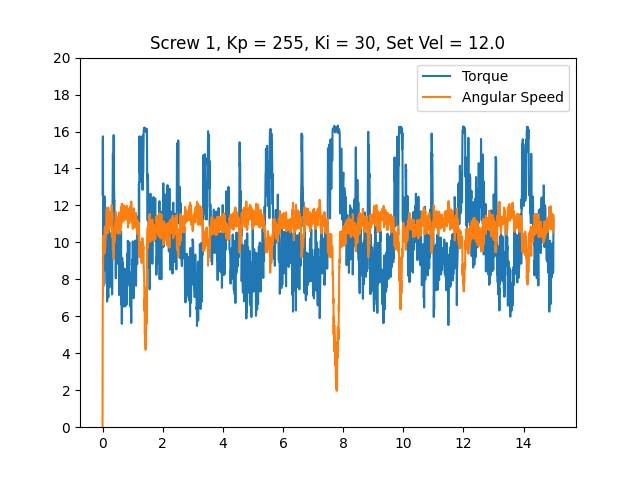 Screw 1, Kp = 255, Ki = 30, Set Vel = 12.0
Torque
Angular Speed
20
18
16
14
12
10
8
6
4
2
0
0 2 4 6 8 10 12 14